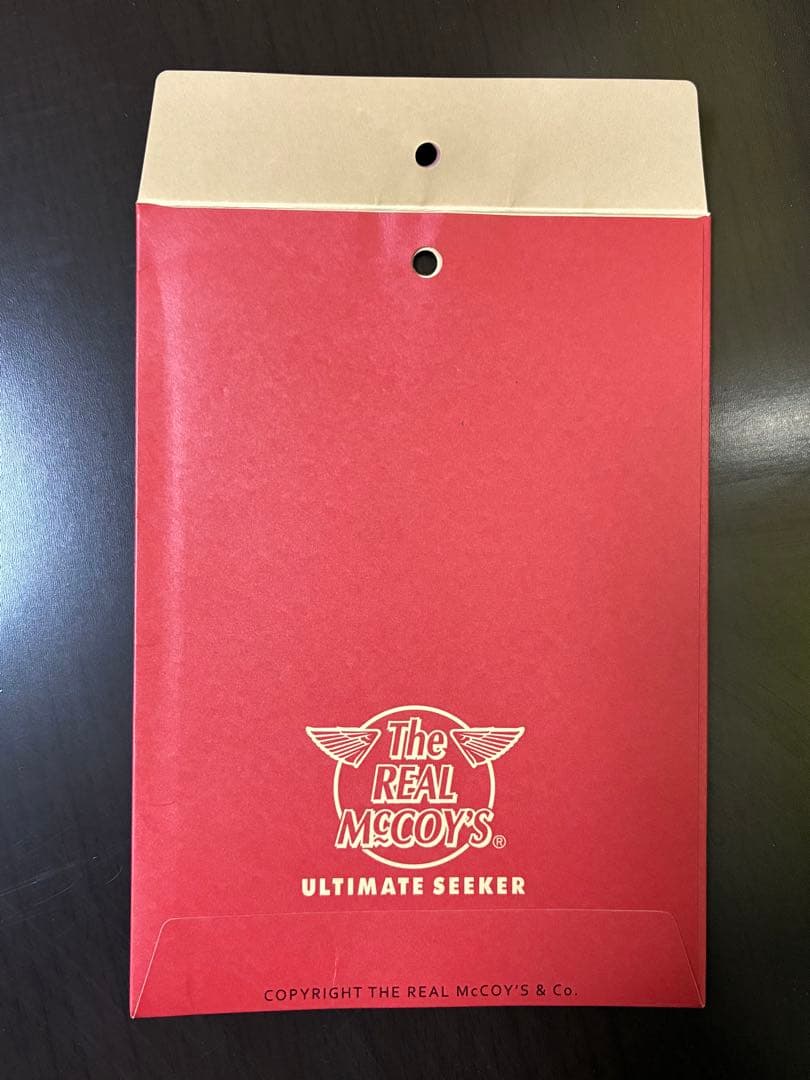 The
REAL
McCOY'S®
ULTIMATE SEEKER
COPYRIGHT THE REAL McCOY'S & Co.